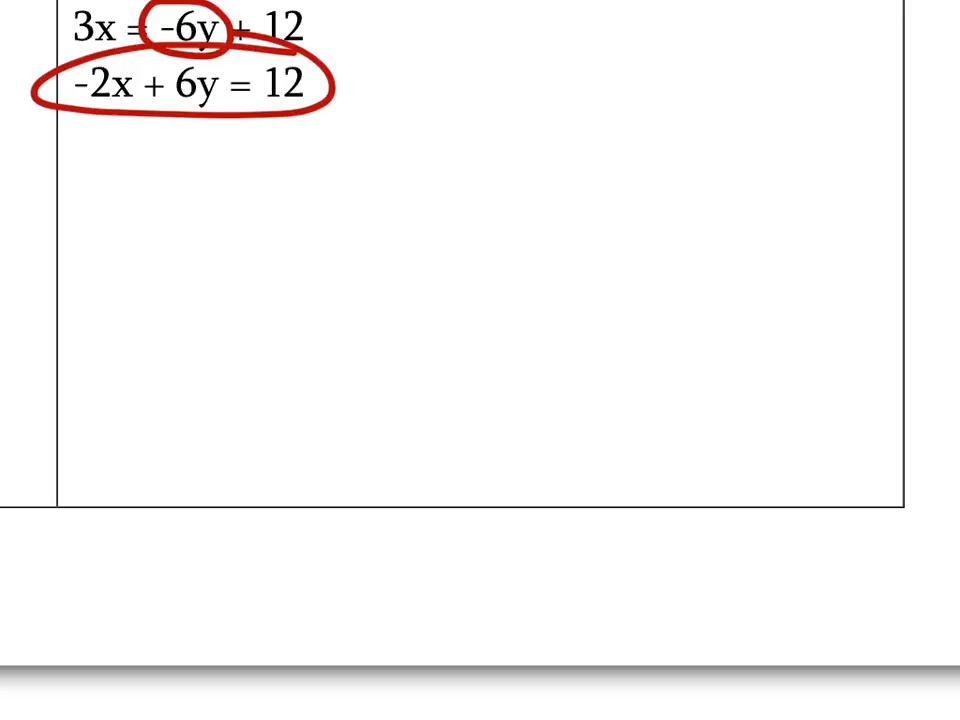 3x = -6y + 12
-2x + 6y = 12